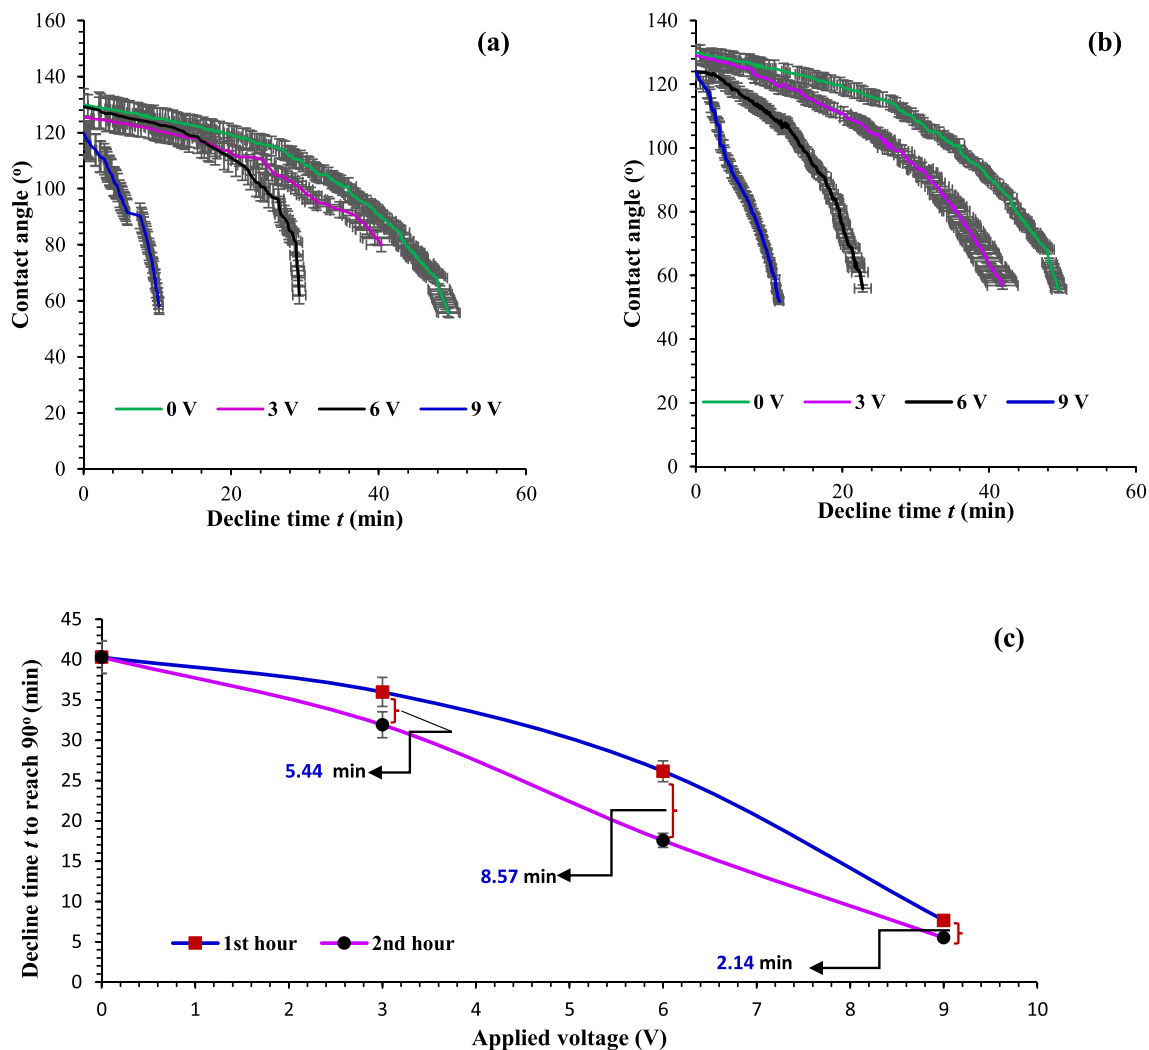 (a)
160
140
120
100
80
60
40
20
0
Contact angle (º)
0 V 3 V 6 V 9 V
0 20 40 60
Decline time t (min)
(b)
140
120
100
80
60
40
20
0
Contact angle (º)
0 V 3 V 6 V 9 V
0 20 40 60
Decline time t (min)
(c)
45
40
35
30
25
20
15
10
5
0
Decline time t to reach 90º (min)
5.44 min
8.57 min
2.14 min
1st hour 2nd hour
0 1 2 3 4 5 6 7 8 9 10
Applied voltage (V)